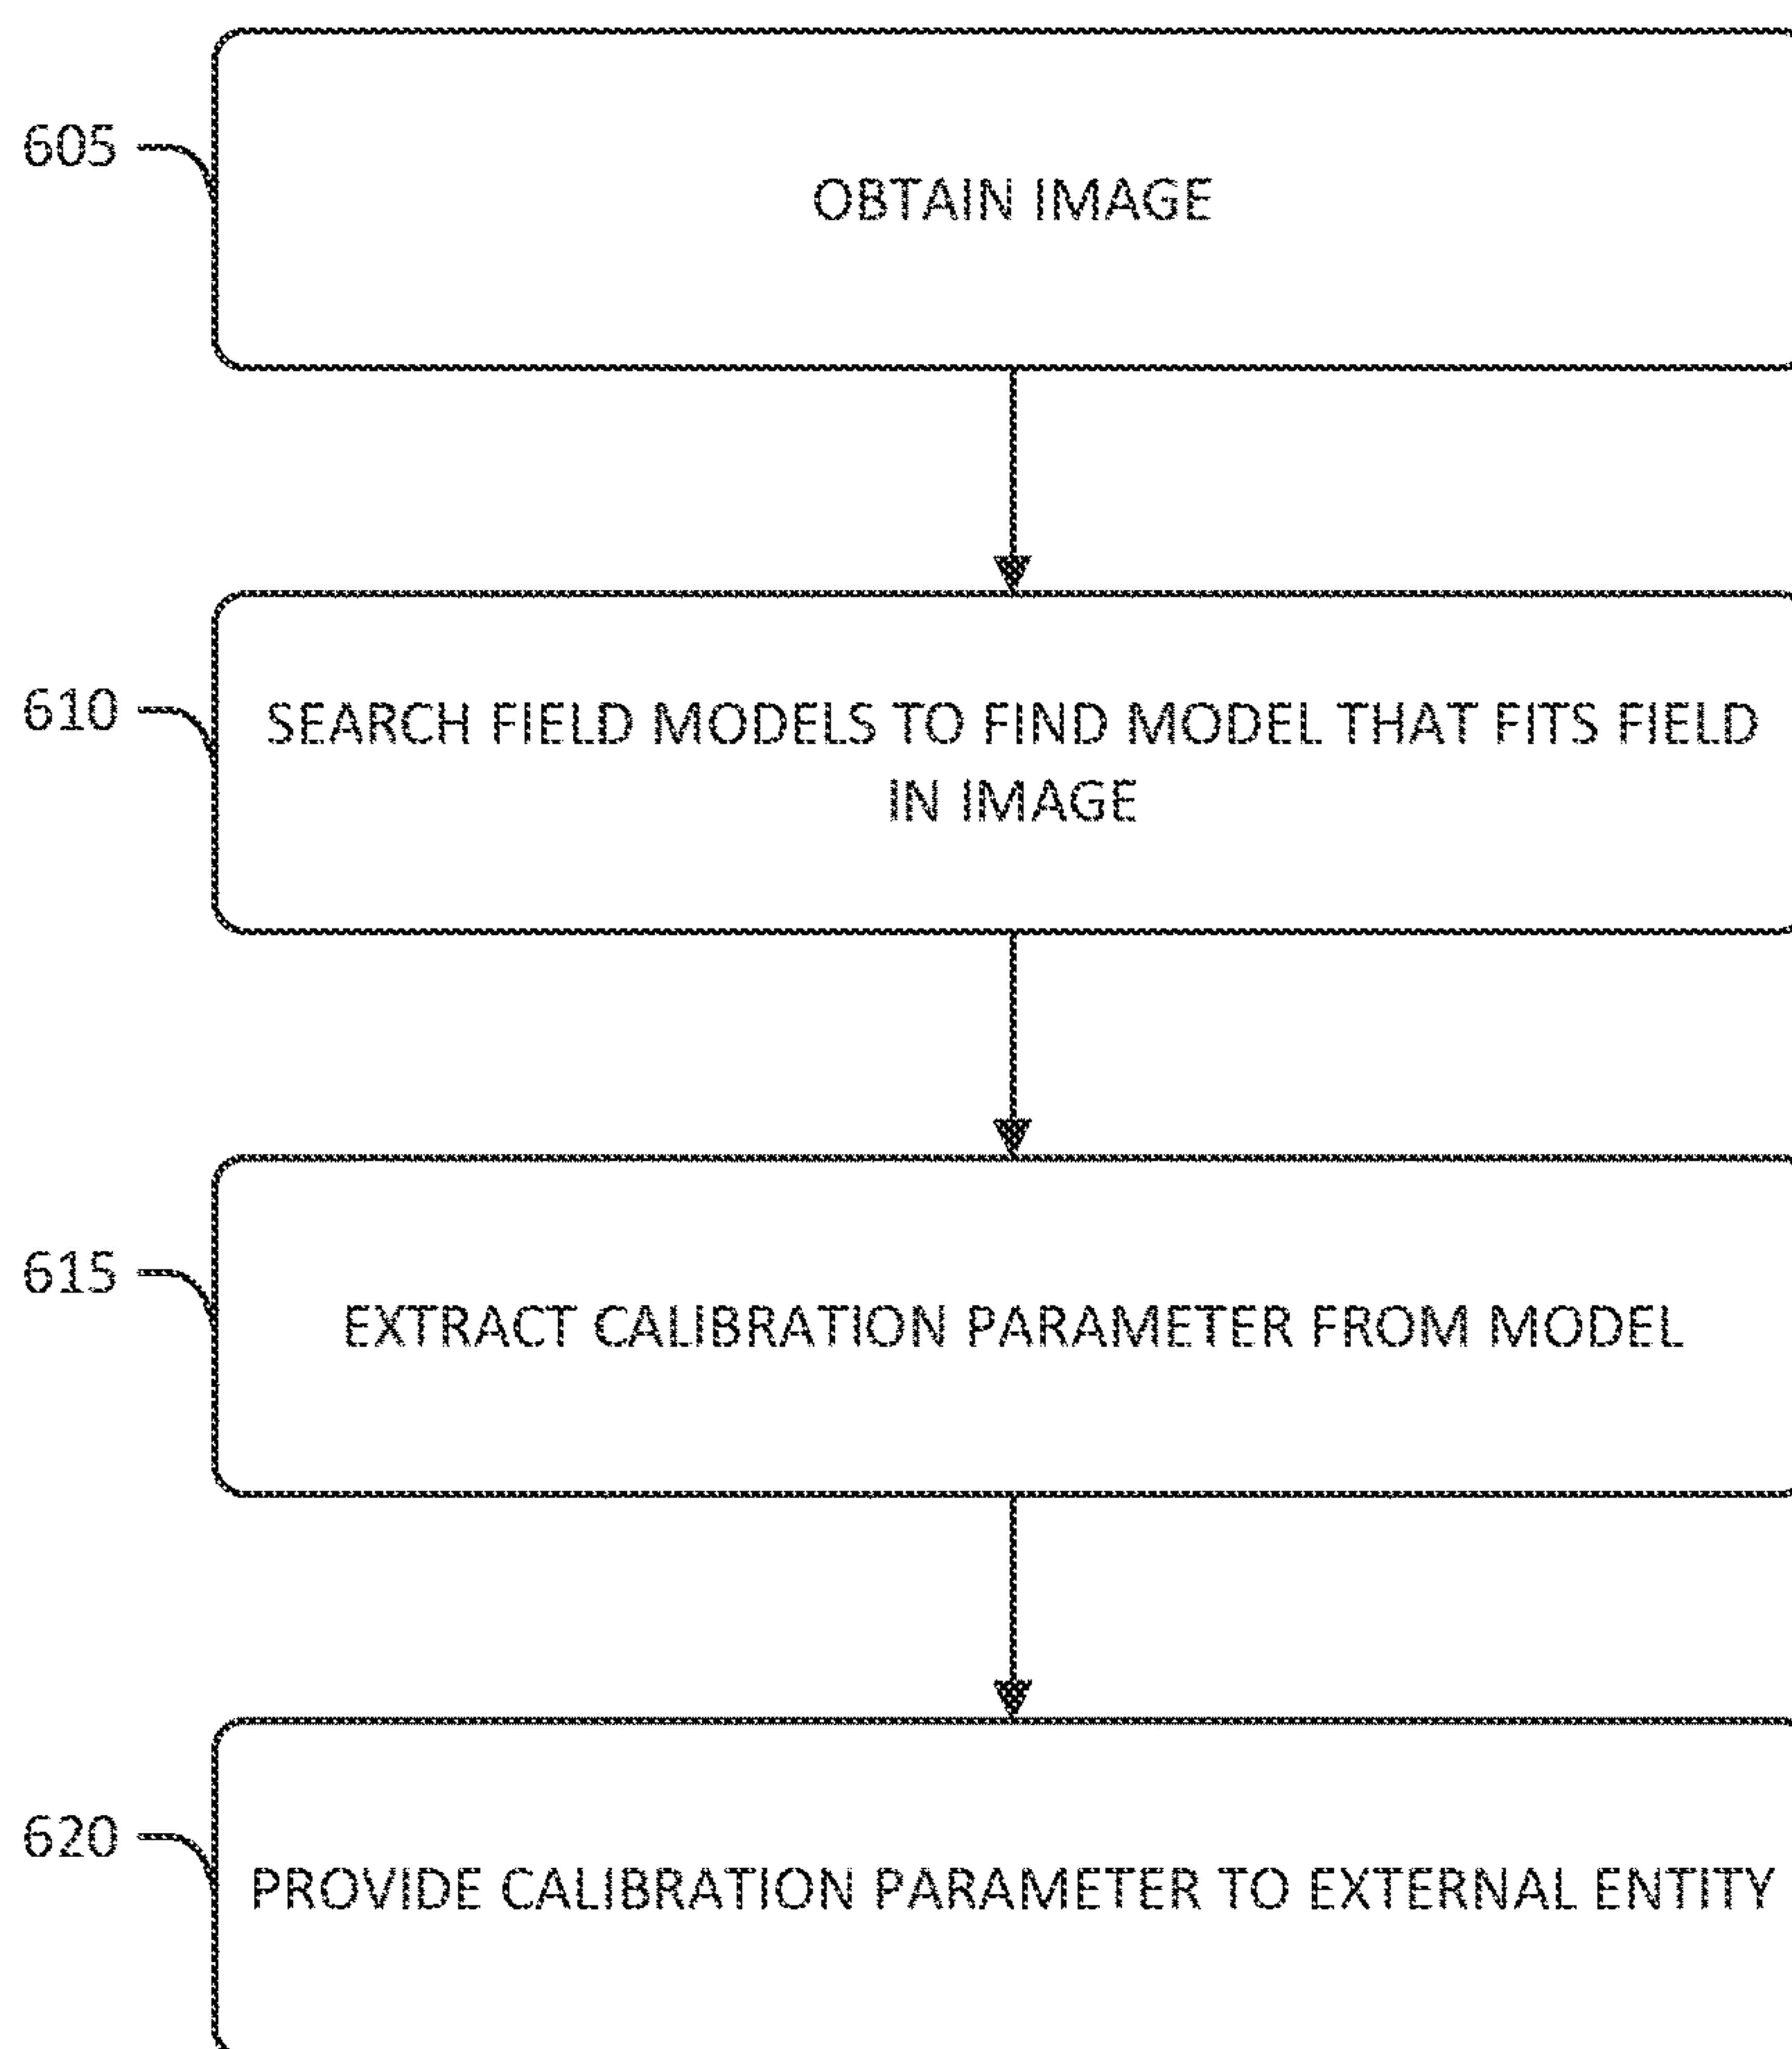 605
OBTAIN IMAGE
610
SEARCH FIELD MODELS TO FIND MODEL THAT FITS FIELD
IN IMAGE
615
EXTRACT CALIBRATION PARAMETER FROM MODEL
620
PROVIDE CALIBRATION PARAMETER TO EXTERNAL ENTITY